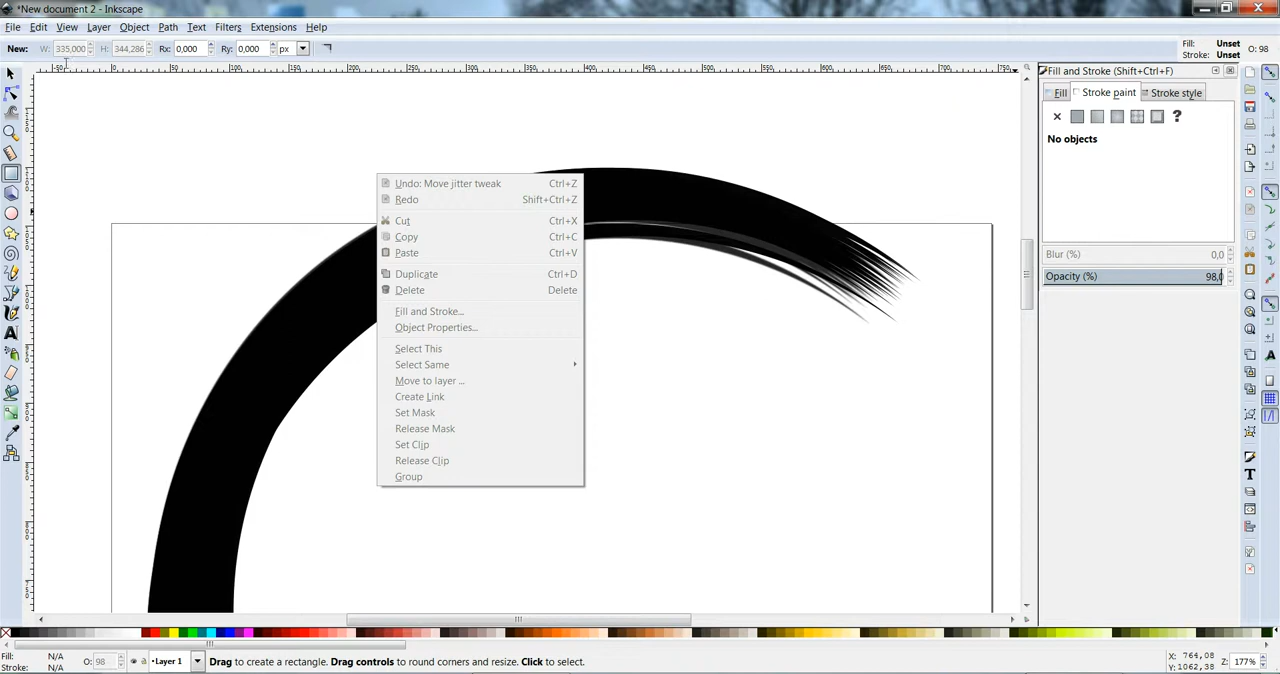 *New document 2 - Inkscape
File Edit View Layer Object Path Text Filters Extensions Help
New: W: 335,000 H: 344,286 Rx: 0,000 Ry: 0,000 px
Fill: Unset
Stroke: Unset
O: 98
Fill and Stroke (Shift+Ctrl+F)
Fill Stroke paint Stroke style
No objects
Blur (%) 0,0
Opacity (%) 98,0
Undo: Move jitter tweak Ctrl+Z
Redo Shift+Ctrl+Z
Cut Ctrl+X
Copy Ctrl+C
Paste Ctrl+V
Duplicate Ctrl+D
Delete Delete
Fill and Stroke...
Object Properties...
Select This
Select Same
Move to layer ...
Create Link
Set Mask
Release Mask
Set Clip
Release Clip
Group
Fill: N/A
Stroke: N/A
O: 98
•Layer 1
Drag to create a rectangle. Drag controls to round corners and resize. Click to select.
X: 764,08
Y: 1062,38
Z: 177%